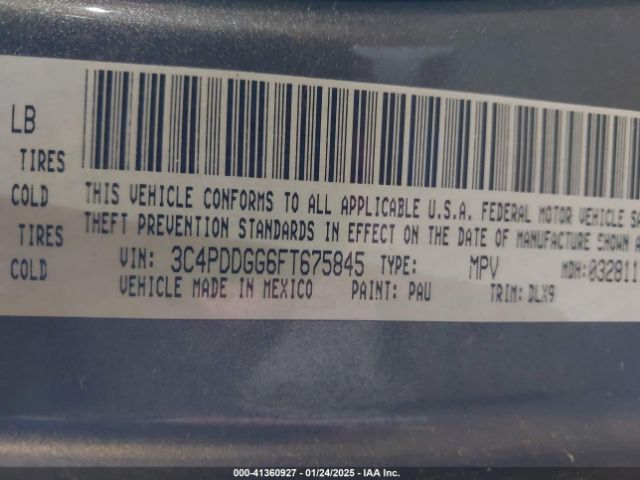 LB
TIRES
COLD
TIRES
COLD
THIS VEHICLE CONFORMS TO ALL APPLICABLE U.S.A. FEDERAL MOTOR VEHICLE SA
THEFT PREVENTION STANDARDS IN EFFECT ON THE DATE OF MANUFACTURE SHOWN A
VIN: 3C4PDDGG6FT675845 TYPE: MPV MDH:032811
VEHICLE MADE IN MEXICO PAINT: PAU TRIM: DLX9
000-41360927 - 01/24/2025 - IAA Inc.